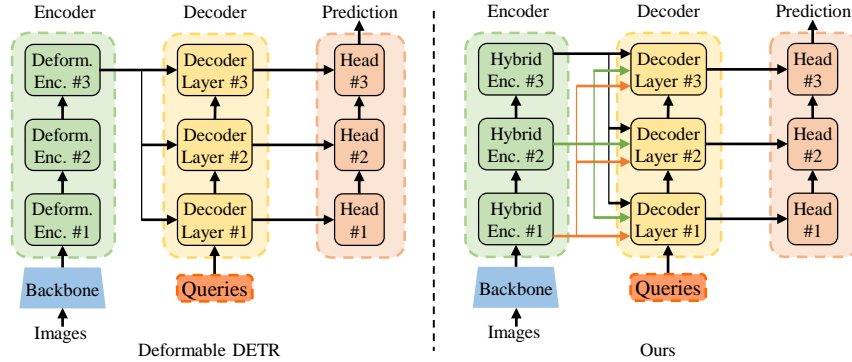 Encoder
Decoder
Prediction
Deform.
Enc. #3
Decoder
Layer #3
Head
#3
Deform.
Enc. #2
Decoder
Layer #2
Head
#2
Deform.
Enc. #1
Decoder
Layer #1
Head
#1
Backbone
Queries
Images
Deformable DETR
Encoder
Decoder
Prediction
Hybrid
Enc. #3
Decoder
Layer #3
Head
#3
Hybrid
Enc. #2
Decoder
Layer #2
Head
#2
Hybrid
Enc. #1
Decoder
Layer #1
Head
#1
Backbone
Queries
Images
Ours